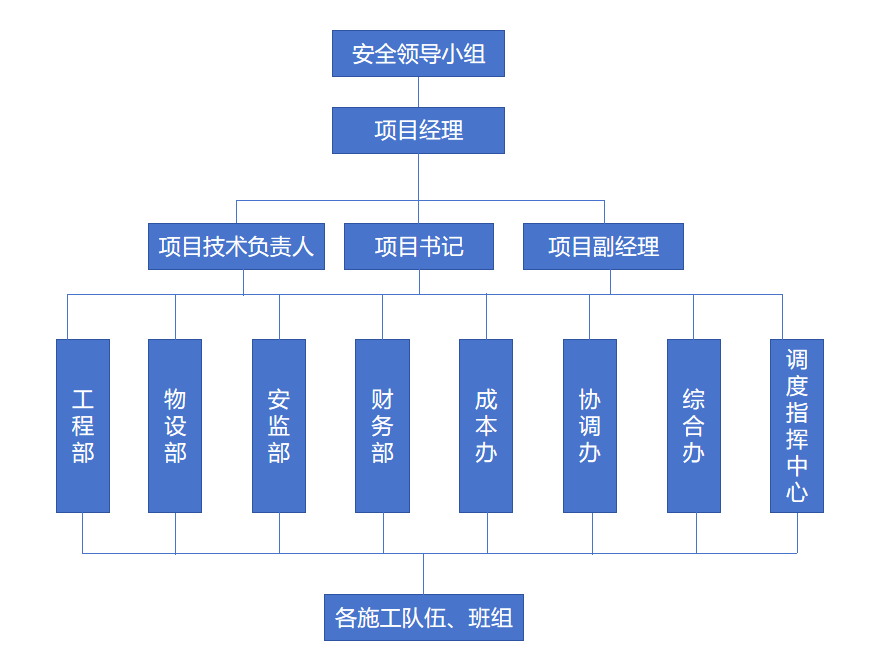 安全领导小组
项目经理
项目技术负责人
项目书记
项目副经理
工程部
物设部
安监部
财务部
成本办
协调办
综合办
调度指挥中心
各施工队伍、班组